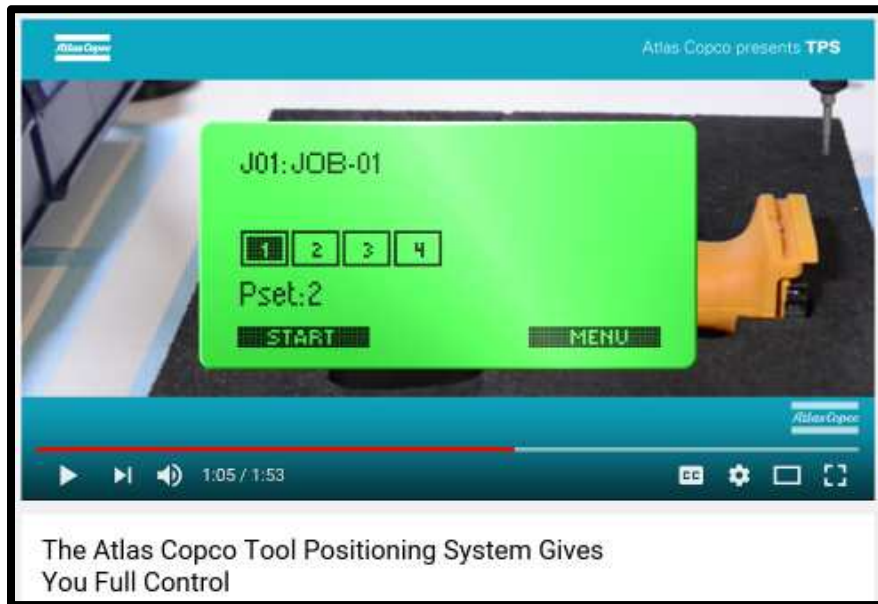 Atlas Copco
Atlas Copco presents TPS
J01:JOB-01
1 2 3 4
Pset:2
START MENU
Atlas Copco
1:05 / 1:53
CC
The Atlas Copco Tool Positioning System Gives
You Full Control